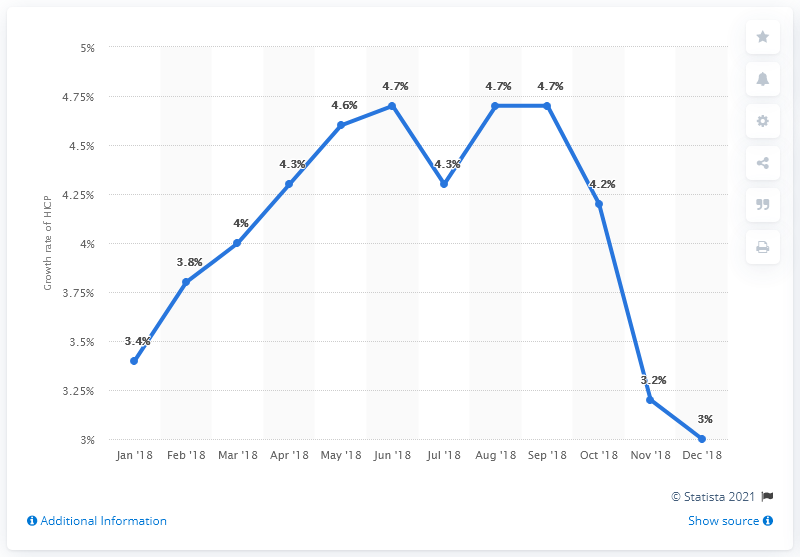 5%
4.7% 4.7% 4.7%
4.75%
4.6%
4.5%
4.3% 4.3%
4.2%
4.25%
4%
4%
3.8%
3.75%
3.4%
3.5%
3.2%
3.25%
3%
3%
Growth rate of HICP
Jan '18 Feb '18 Mar '18 Apr '18 May '18 Jun '18 Jul '18 Aug '18 Sep '18 Oct '18 Nov '18 Dec '18
© Statista 2021
Additional Information
Show source